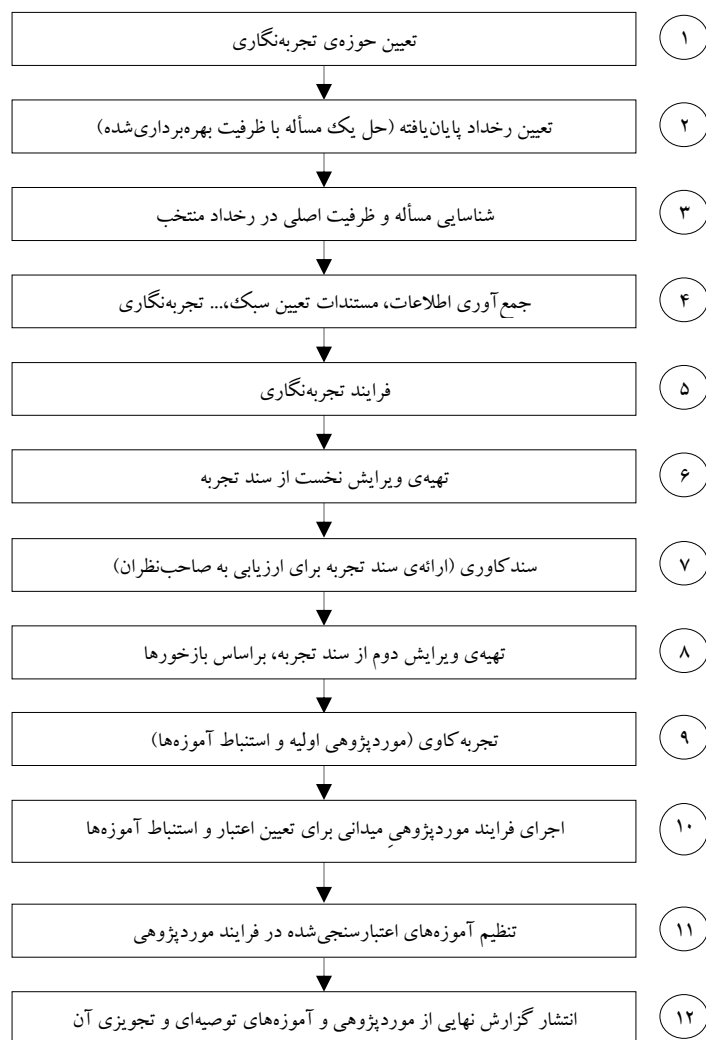 ۱ تعیین حوزه‌ی تجربه‌نگاری
۲ تعیین رخداد پایان‌یافته (حل یک مسأله با ظرفیت بهره‌برداری‌شده)
۳ شناسایی مسأله و ظرفیت اصلی در رخداد منتخب
۴ جمع‌آوری اطلاعات، مستندات تعیین سبک،... تجربه‌نگاری
۵ فرایند تجربه‌نگاری
۶ تهیه‌ی ویرایش نخست از سند تجربه
۷ سندکاوری (ارائه‌ی سند تجربه برای ارزیابی به صاحب‌نظران)
۸ تهیه‌ی ویرایش دوم از سند تجربه، براساس بازخورها
۹ تجربه‌کاوی (موردپژوهی اولیه و استنباط آموزه‌ها)
۱۰ اجرای فرایند موردپژوهیِ میدانی برای تعیین اعتبار و استنباط آموزه‌ها
۱۱ تنظیم آموزه‌های اعتبارسنجی‌شده در فرایند موردپژوهی
۱۲ انتشار گزارش نهایی از موردپژوهی و آموزه‌های توصیه‌ای و تجویزی آن